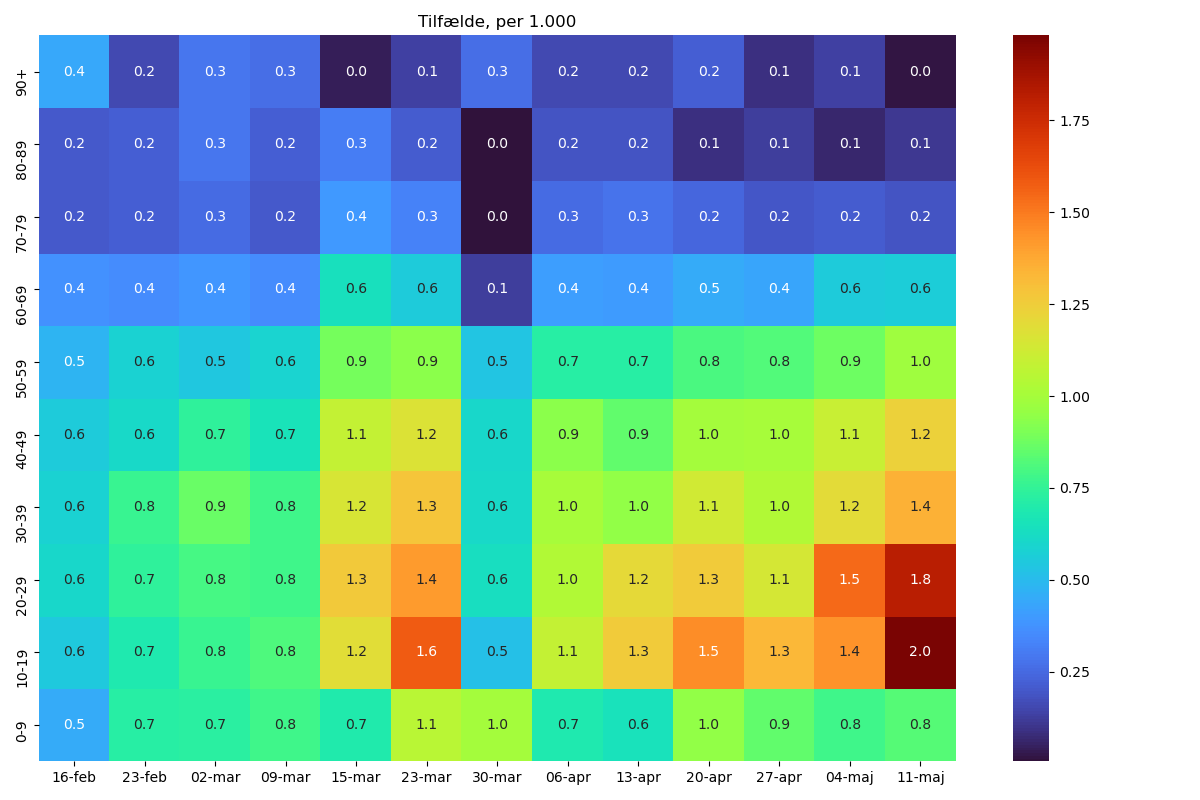 Tilfælde, per 1.000
90+ 0.4 0.2 0.3 0.3 0.0 0.1 0.3 0.2 0.2 0.2 0.1 0.1 0.0
80-89 0.2 0.2 0.3 0.2 0.3 0.2 0.0 0.2 0.2 0.1 0.1 0.1 0.1
70-79 0.2 0.2 0.3 0.2 0.4 0.3 0.0 0.3 0.3 0.2 0.2 0.2 0.2
60-69 0.4 0.4 0.4 0.4 0.6 0.6 0.1 0.4 0.4 0.5 0.4 0.6 0.6
50-59 0.5 0.6 0.5 0.6 0.9 0.9 0.5 0.7 0.7 0.8 0.8 0.9 1.0
40-49 0.6 0.6 0.7 0.7 1.1 1.2 0.6 0.9 0.9 1.0 1.0 1.1 1.2
30-39 0.6 0.8 0.9 0.8 1.2 1.3 0.6 1.0 1.0 1.1 1.0 1.2 1.4
20-29 0.6 0.7 0.8 0.8 1.3 1.4 0.6 1.0 1.2 1.3 1.1 1.5 1.8
10-19 0.6 0.7 0.8 0.8 1.2 1.6 0.5 1.1 1.3 1.5 1.3 1.4 2.0
0-9 0.5 0.7 0.7 0.8 0.7 1.1 1.0 0.7 0.6 1.0 0.9 0.8 0.8
16-feb 23-feb 02-mar 09-mar 15-mar 23-mar 30-mar 06-apr 13-apr 20-apr 27-apr 04-maj 11-maj
1.75
1.50
1.25
1.00
0.75
0.50
0.25